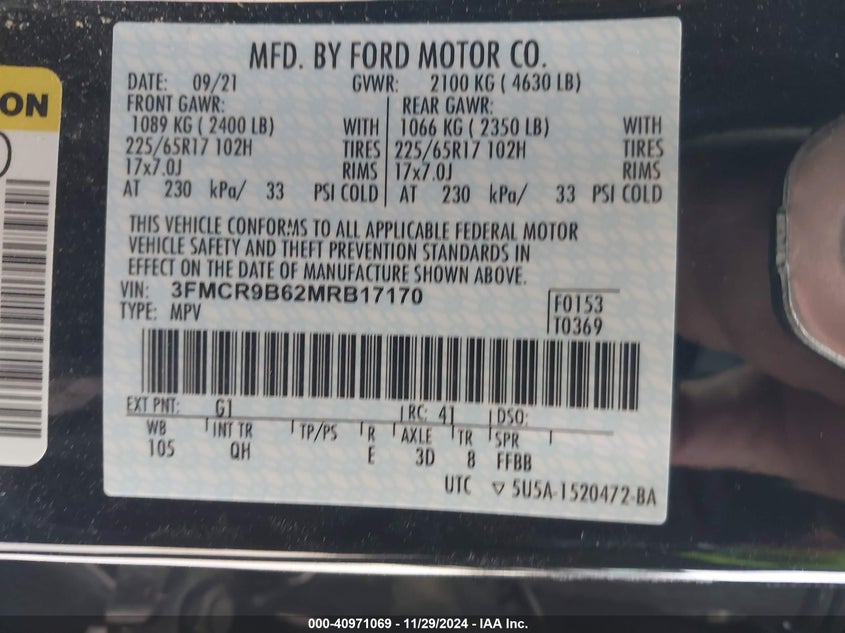 MFD. BY FORD MOTOR CO.
DATE: 09/21 GVWR: 2100 KG ( 4630 LB)
FRONT GAWR: REAR GAWR:
1089 KG ( 2400 LB) WITH 1066 KG ( 2350 LB) WITH
225/65R17 102H TIRES 225/65R17 102H TIRES
17x7.0J RIMS 17x7.0J RIMS
AT 230 kPa/ 33 PSI COLD AT 230 kPa/ 33 PSI COLD
THIS VEHICLE CONFORMS TO ALL APPLICABLE FEDERAL MOTOR
VEHICLE SAFETY AND THEFT PREVENTION STANDARDS IN
EFFECT ON THE DATE OF MANUFACTURE SHOWN ABOVE.
VIN: 3FMCR9B62MRB17170
TYPE: MPV
F0153
T0369
EXT PNT: G1 RC: 41 DSO:
WB INT TR TP/PS R AXLE TR SPR
105 QH E 3D 8 FFBB
UTC ▽ 5U5A-1520472-BA
ON
000-40971069 - 11/29/2024 - IAA Inc.